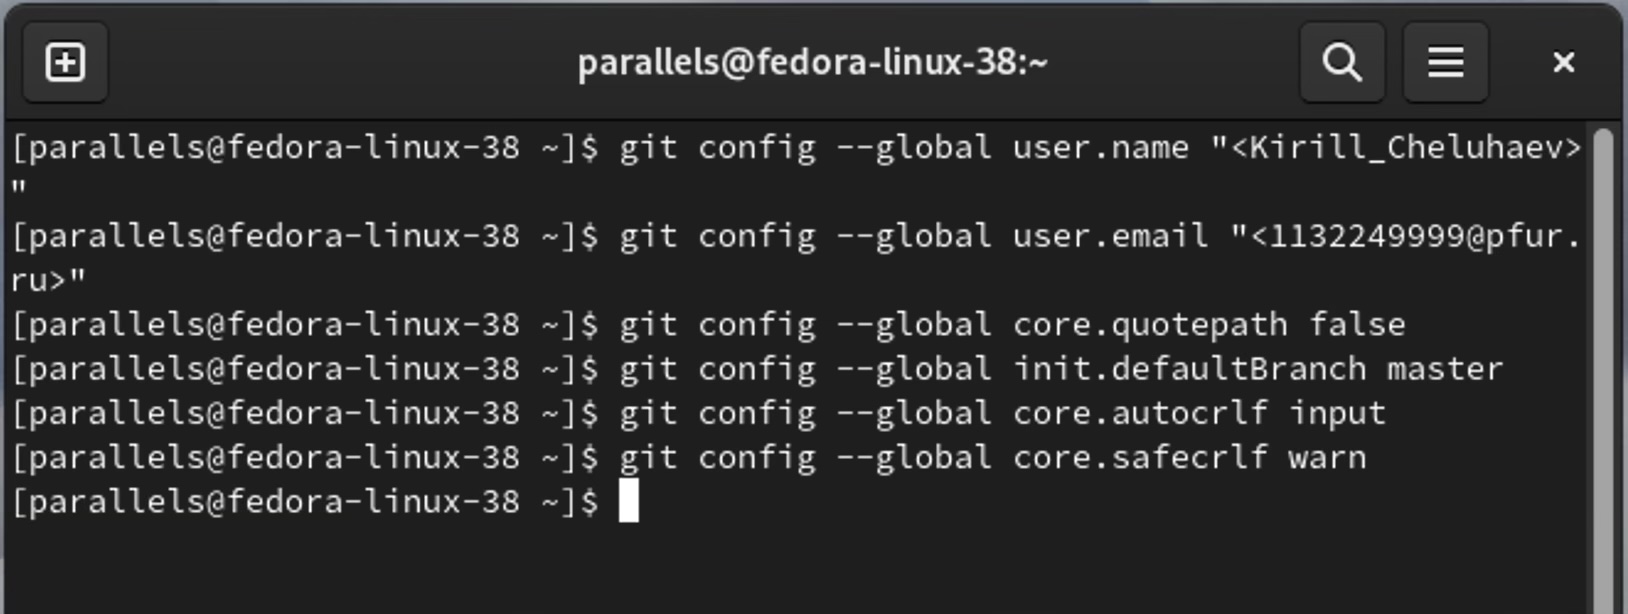 parallels@fedora-linux-38:~
[parallels@fedora-linux-38 ~]$ git config --global user.name "<Kirill_Cheluhaev>
"
[parallels@fedora-linux-38 ~]$ git config --global user.email "<1132249999@pfur.
ru>"
[parallels@fedora-linux-38 ~]$ git config --global core.quotepath false
[parallels@fedora-linux-38 ~]$ git config --global init.defaultBranch master
[parallels@fedora-linux-38 ~]$ git config --global core.autocrlf input
[parallels@fedora-linux-38 ~]$ git config --global core.safecrlf warn
[parallels@fedora-linux-38 ~]$